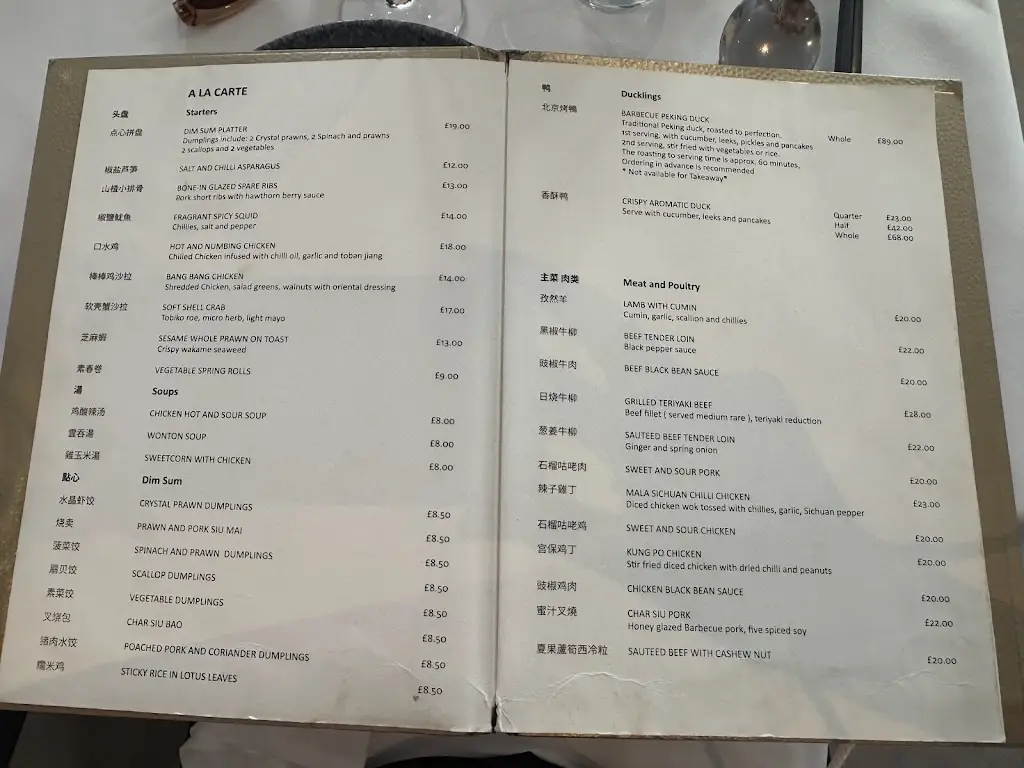 A LA CARTE
头盘 Starters
点心拼盘 DIM SUM PLATTER £19.00
Dumplings include: 2 Crystal prawns, 2 Spinach and prawns
2 scallops and 2 vegetables
椒盐芦笋 SALT AND CHILLI ASPARAGUS £12.00
山楂小排骨 BONE-IN GLAZED SPARE RIBS £13.00
Pork short ribs with hawthorn berry sauce
椒鹽魷魚 FRAGRANT SPICY SQUID £14.00
Chillies, salt and pepper
口水鸡 HOT AND NUMBING CHICKEN £18.00
Chilled Chicken infused with chilli oil, garlic and toban jiang
棒棒鸡沙拉 BANG BANG CHICKEN £14.00
Shredded Chicken, salad greens, walnuts with oriental dressing
软壳蟹沙拉 SOFT SHELL CRAB £17.00
Tobiko roe, micro herb, light mayo
芝麻蝦 SESAME WHOLE PRAWN ON TOAST £13.00
Crispy wakame seaweed
素春卷 VEGETABLE SPRING ROLLS £9.00
湯 Soups
鸡酸辣汤 CHICKEN HOT AND SOUR SOUP £8.00
雲吞湯 WONTON SOUP £8.00
雞玉米湯 SWEETCORN WITH CHICKEN £8.00
點心 Dim Sum
水晶虾饺 CRYSTAL PRAWN DUMPLINGS £8.50
烧卖 PRAWN AND PORK SIU MAI £8.50
菠菜饺 SPINACH AND PRAWN DUMPLINGS £8.50
扇贝饺 SCALLOP DUMPLINGS £8.50
素菜饺 VEGETABLE DUMPLINGS £8.50
叉烧包 CHAR SIU BAO £8.50
猪肉水饺 POACHED PORK AND CORIANDER DUMPLINGS £8.50
糯米鸡 STICKY RICE IN LOTUS LEAVES £8.50
鸭 Ducklings
北京烤鴨 BARBECUE PEKING DUCK Whole £89.00
Traditional Peking duck, roasted to perfection.
1st serving, with cucumber, leeks, pickles and pancakes
2nd serving, stir fried with vegetables or rice.
The roasting to serving time is approx. 60 minutes,
Ordering in advance is recommended
* Not available for Takeaway*
香酥鸭 CRISPY AROMATIC DUCK Quarter £23.00
Serve with cucumber, leeks and pancakes Half £42.00
Whole £68.00
主菜 肉类 Meat and Poultry
孜然羊 LAMB WITH CUMIN £20.00
Cumin, garlic, scallion and chillies
黑椒牛柳 BEEF TENDER LOIN £22.00
Black pepper sauce
豉椒牛肉 BEEF BLACK BEAN SAUCE £20.00
日烧牛柳 GRILLED TERIYAKI BEEF £28.00
Beef fillet ( served medium rare ), teriyaki reduction
葱姜牛柳 SAUTEED BEEF TENDER LOIN £22.00
Ginger and spring onion
石榴咕咾肉 SWEET AND SOUR PORK £20.00
辣子雞丁 MALA SICHUAN CHILLI CHICKEN £23.00
Diced chicken wok tossed with chillies, garlic, Sichuan pepper
石榴咕咾鸡 SWEET AND SOUR CHICKEN £20.00
宫保鸡丁 KUNG PO CHICKEN £20.00
Stir fried diced chicken with dried chilli and peanuts
豉椒鸡肉 CHICKEN BLACK BEAN SAUCE £20.00
蜜汁叉燒 CHAR SIU PORK £22.00
Honey glazed Barbecue pork, five spiced soy
夏果蘆筍西冷粒 SAUTEED BEEF WITH CASHEW NUT £20.00